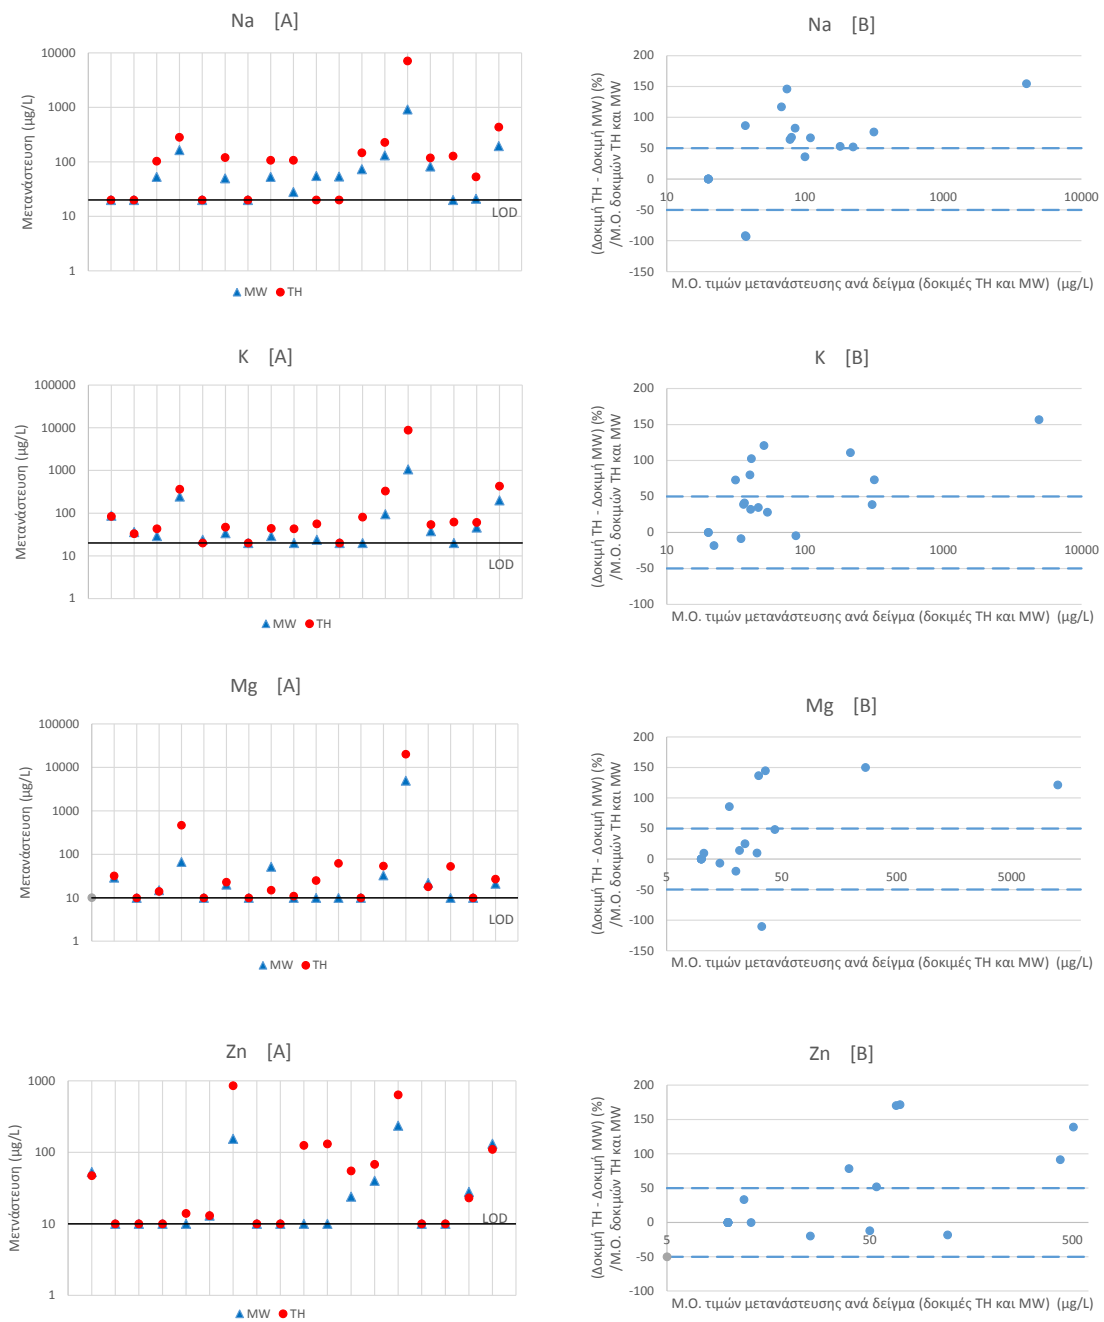 Na [A]
10000
1000
100
10
1
Μετανάστευση (μg/L)
LOD
MW TH
Na [B]
200
150
100
50
0
-50
-100
-150
10 100 1000 10000
(Δοκιμή TH - Δοκιμή MW) (%)
/Μ.Ο. δοκιμών TH και MW
Μ.Ο. τιμών μετανάστευσης ανά δείγμα (δοκιμές TH και MW) (μg/L)
K [A]
100000
10000
1000
100
10
1
Μετανάστευση (μg/L)
LOD
MW TH
K [B]
200
150
100
50
0
-50
-100
10 100 1000 10000
(Δοκιμή TH - Δοκιμή MW) (%)
/Μ.Ο. δοκιμών TH και MW
Μ.Ο. τιμών μετανάστευσης ανά δείγμα (δοκιμές TH και MW) (μg/L)
Mg [A]
100000
10000
1000
100
10
1
Μετανάστευση (μg/L)
LOD
MW TH
Mg [B]
200
150
100
50
0
-50
-100
-150
5 50 500 5000
(Δοκιμή TH - Δοκιμή MW) (%)
/Μ.Ο. δοκιμών TH και MW
Μ.Ο. τιμών μετανάστευσης ανά δείγμα (δοκιμές TH και MW) (μg/L)
Zn [A]
1000
100
10
1
Μετνάστευση (μg/L)
LOD
MW TH
Zn [B]
200
150
100
50
0
-50
-100
5 50 500
(Δοκιμή TH - Δοκιμή MW) (%)
/Μ.Ο. δοκιμών TH και MW
Μ.Ο. τιμών μετανάστευσης ανά δείγμα (δοκιμές TH και MW) (μg/L)